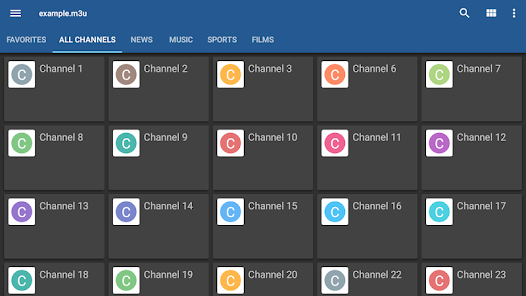 example.m3u
FAVORITES ALL CHANNELS NEWS MUSIC SPORTS FILMS
C Channel 1 C Channel 2 C Channel 3 C Channel 6 C Channel 7
C Channel 8 C Channel 9 C Channel 10 C Channel 11 C Channel 12
C Channel 13 C Channel 14 C Channel 15 C Channel 16 C Channel 17
C Channel 18 C Channel 19 C Channel 20 C Channel 22 C Channel 23